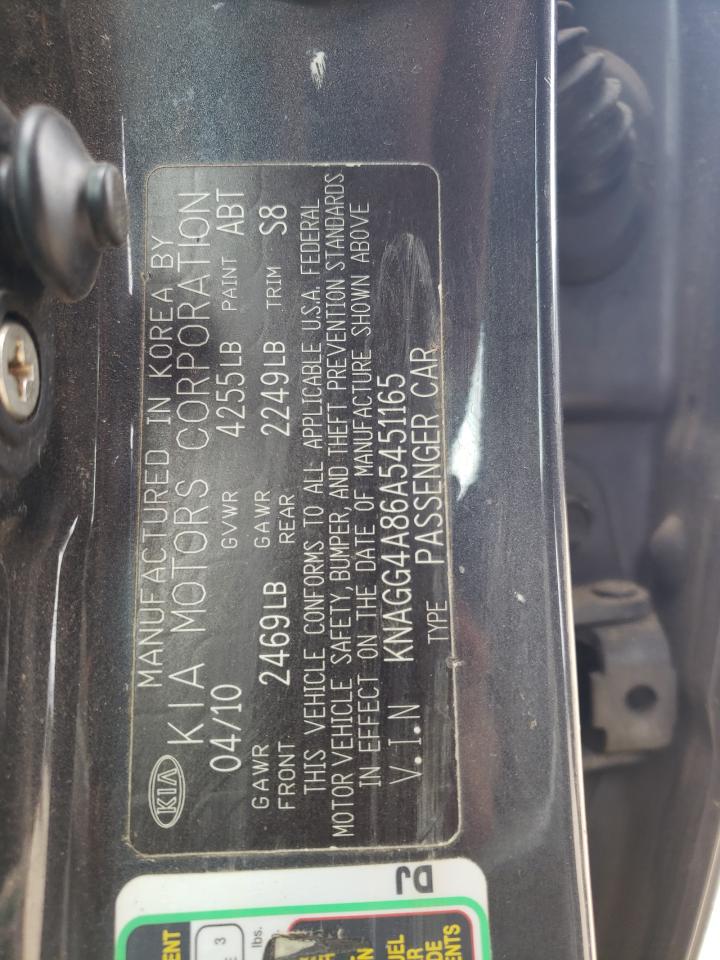 KIA
MANUFACTURED IN KOREA BY
KIA MOTORS CORPORATION
04/10 GVWR 4255LB PAINT ABT
GAWR FRONT 2469LB GAWR REAR 2249LB TRIM S8
THIS VEHICLE CONFORMS TO ALL APPLICABLE U.S.A. FEDERAL
MOTOR VEHICLE SAFETY, BUMPER, AND THEFT PREVENTION STANDARDS
IN EFFECT ON THE DATE OF MANUFACTURE SHOWN ABOVE
V.I.N KNAGG4A86A5451165
TYPE PASSENGER CAR
DJ
3
lbs.